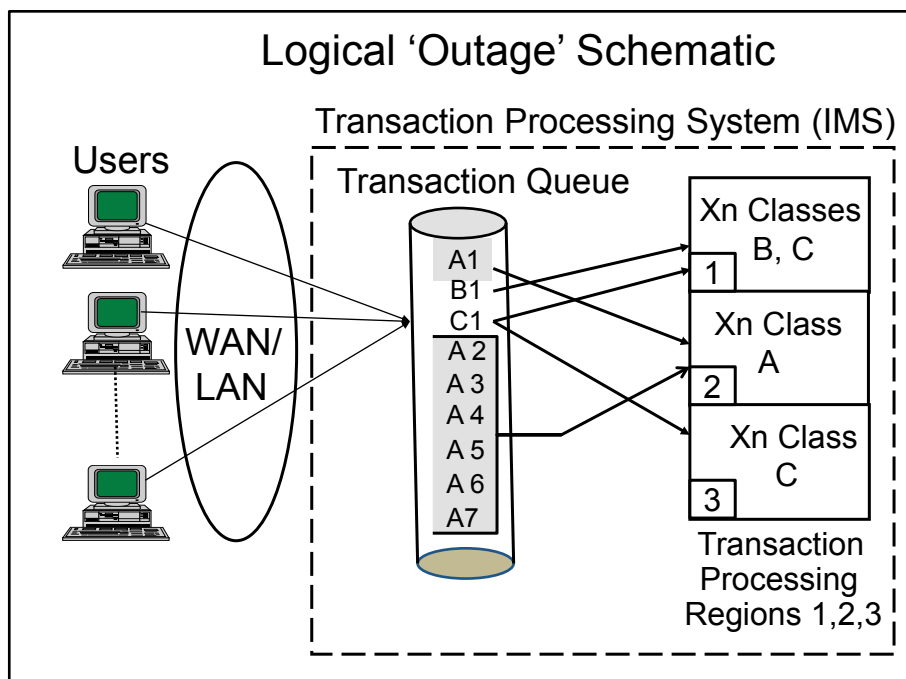 Logical ‘Outage’ Schematic
Transaction Processing System (IMS)
Users
WAN/
LAN
Transaction Queue
A1
B1
C1
A 2
A 3
A 4
A 5
A 6
A7
Xn Classes
B, C
1
Xn Class
A
2
Xn Class
C
3
Transaction
Processing
Regions 1,2,3